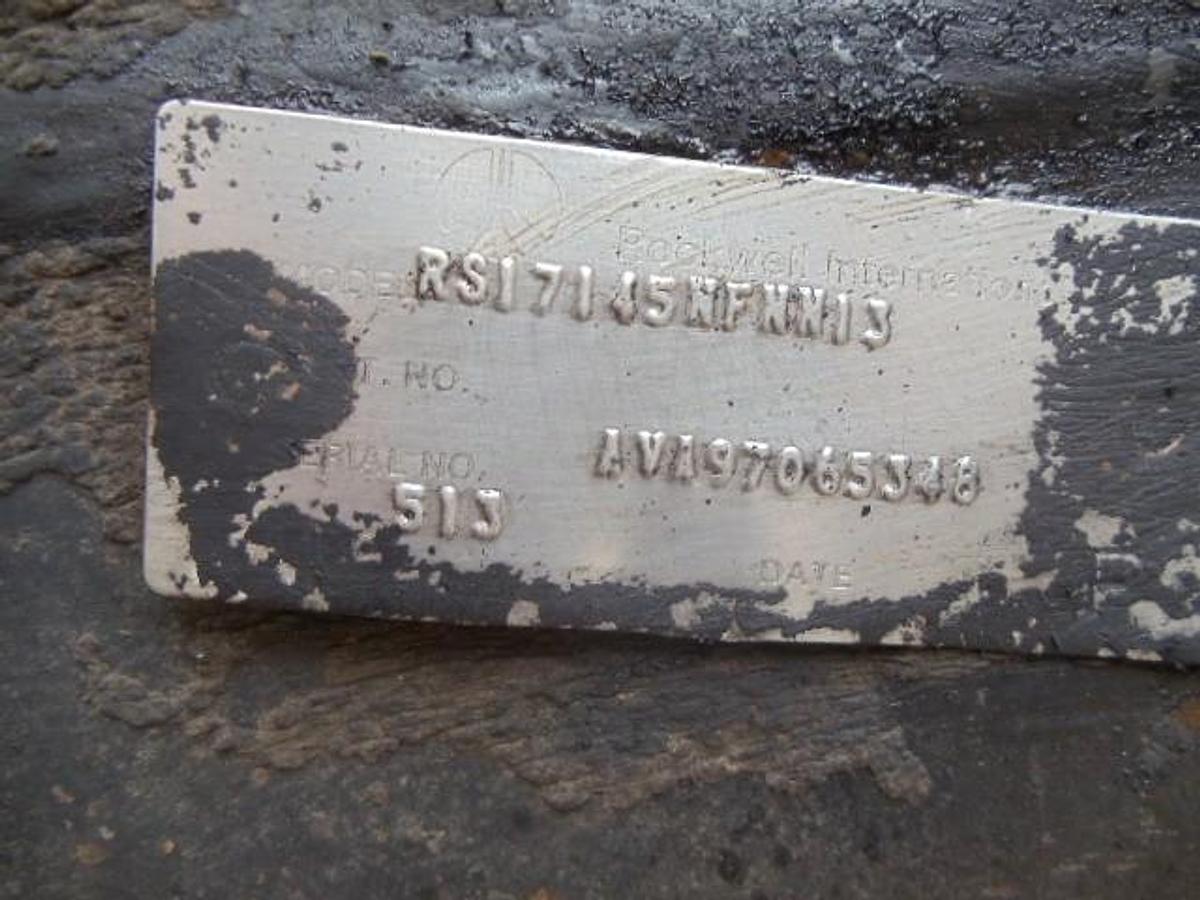 Rockwell International
MODEL RS17145NFNN13
T. NO.
SERIAL NO. AVA97065348
513
DATE